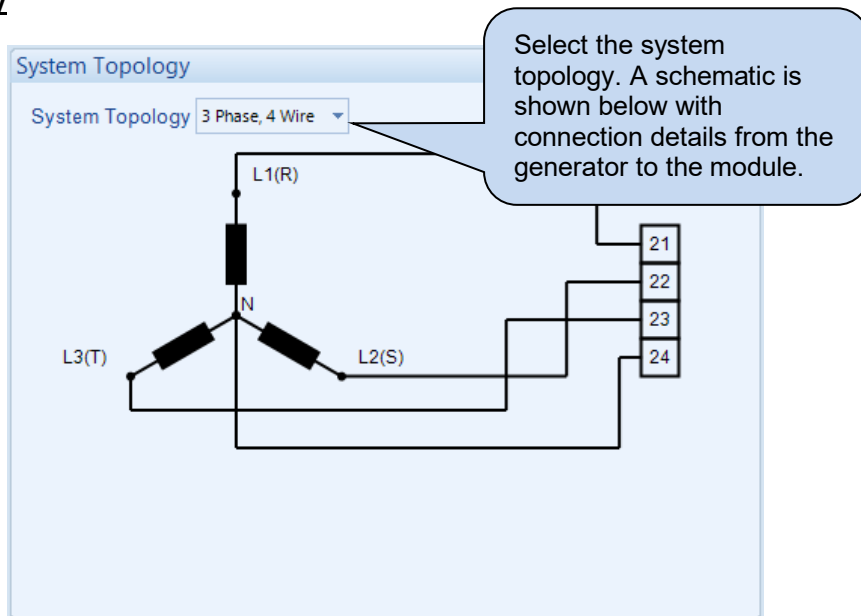 System Topology
Select the system
topology. A schematic is
shown below with
connection details from the
generator to the module.
System Topology 3 Phase, 4 Wire
L1(R)
21
22
N
23
L3(T)
L2(S)
24